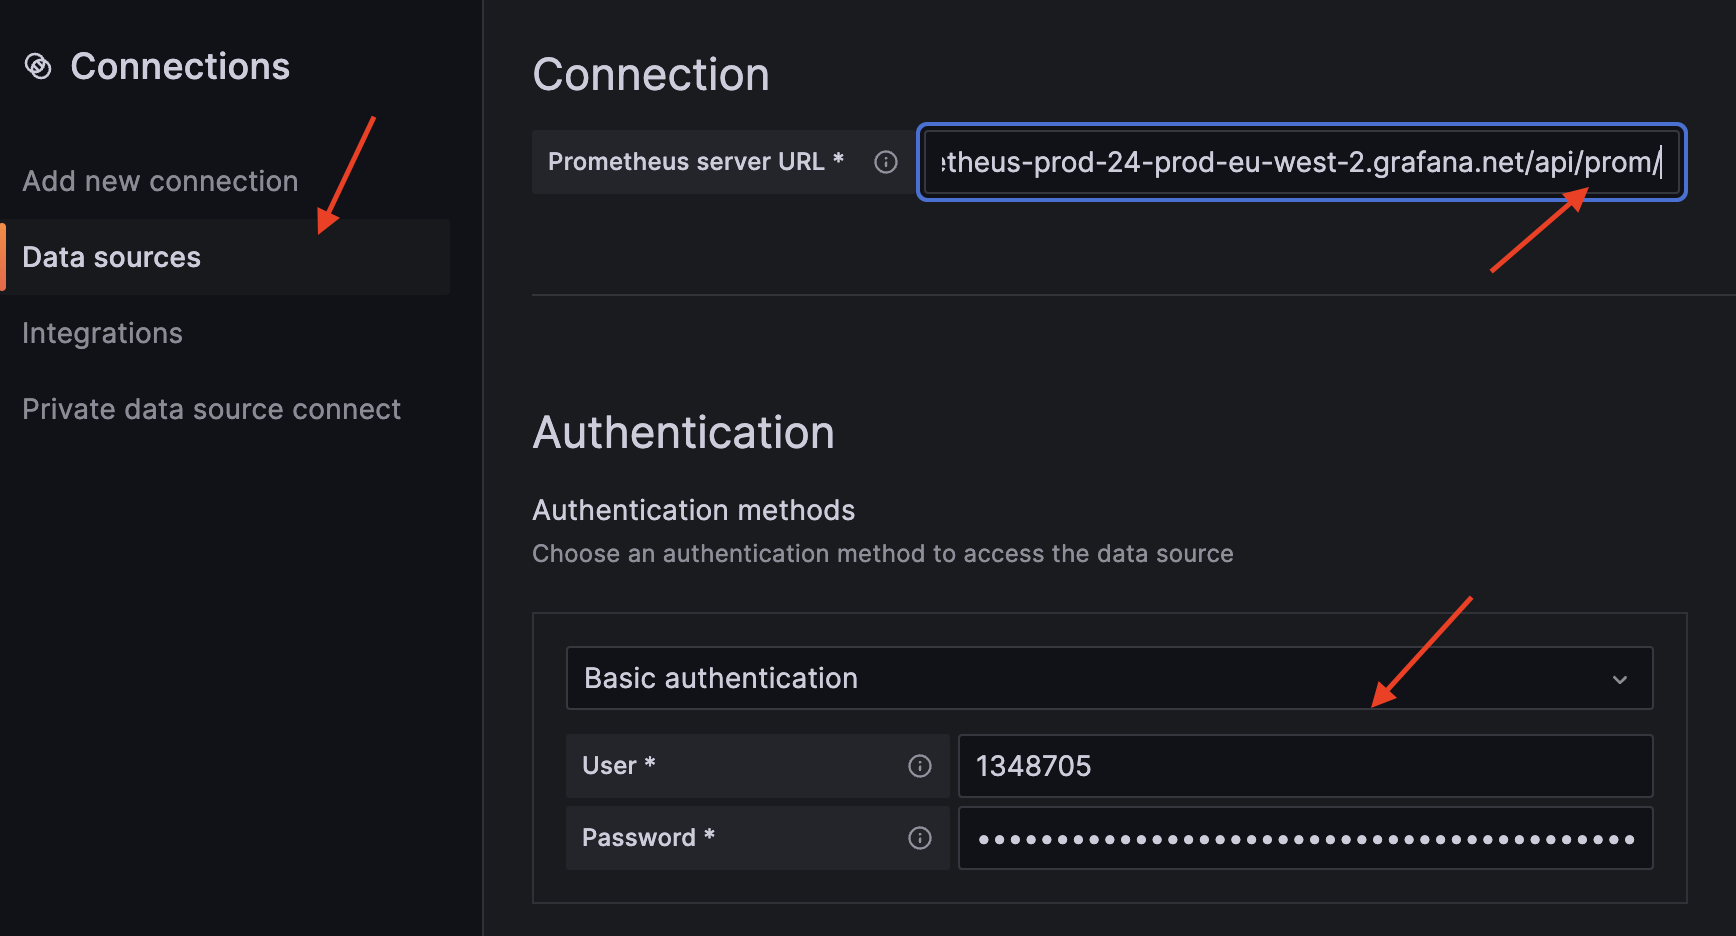 Connections
Add new connection
Data sources
Integrations
Private data source connect
Connection
Prometheus server URL *
etheus-prod-24-prod-eu-west-2.grafana.net/api/prom/
Authentication
Authentication methods
Choose an authentication method to access the data source
Basic authentication
User *
1348705
Password *
••••••••••••••••••••••••••••••••••••••••••